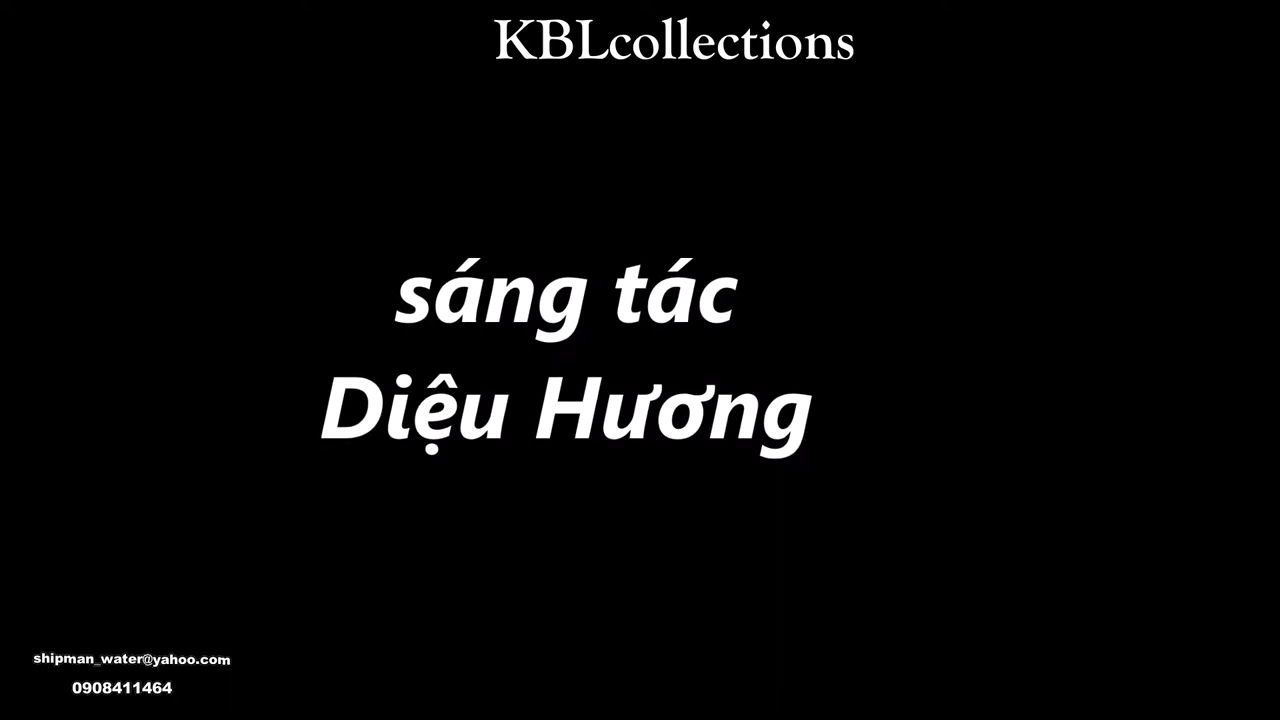 KBLcollections
sáng tác
Diệu Hương
shipman_water@yahoo.com
0908411464